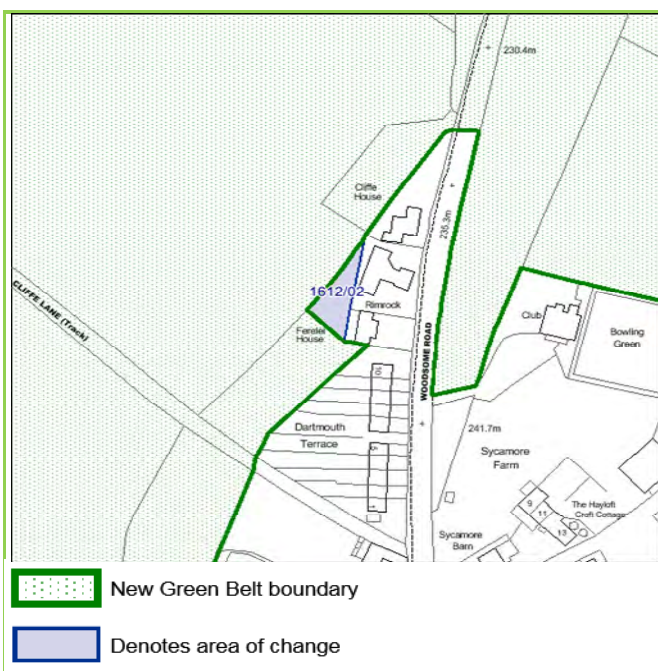 230.4m
Cliffe
House
235.3m
1612/02
Rimrock
CLIFFE LANE (Track)
Club
Bowling
Green
WOODSOME ROAD
10
Dartmouth
Terrace
241.7m
Sycamore
Farm
9
11
13
The Hayloft
Croft Cottage
Sycamore
Barn
New Green Belt boundary
Denotes area of change